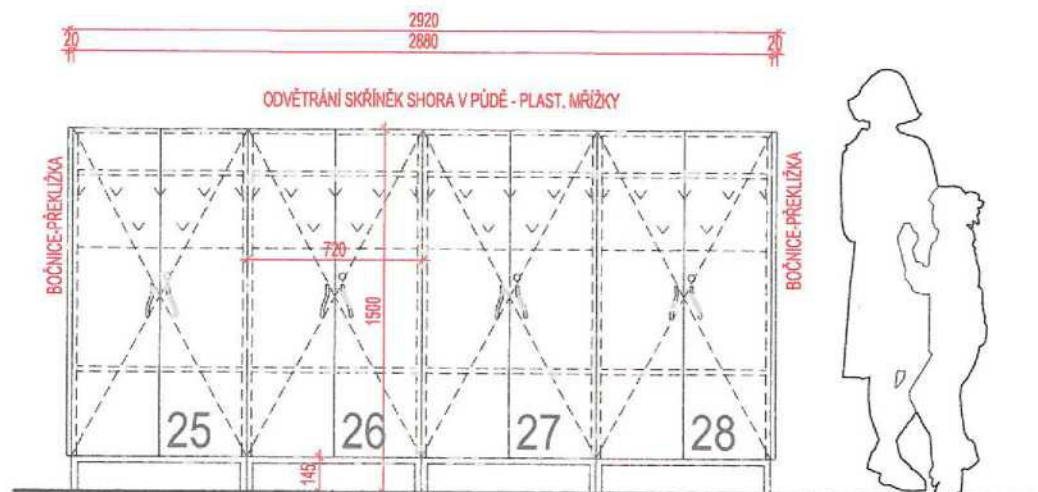 2920
20 2880 20
ODVĚTRÁNÍ SKŘÍNĚK SHORA V PŮDĚ - PLAST. MŘÍŽKY
BOČNICE-PŘEKLIŽKA
BOČNICE-PŘEKLIŽKA
720
1500
25 26 27 28
145